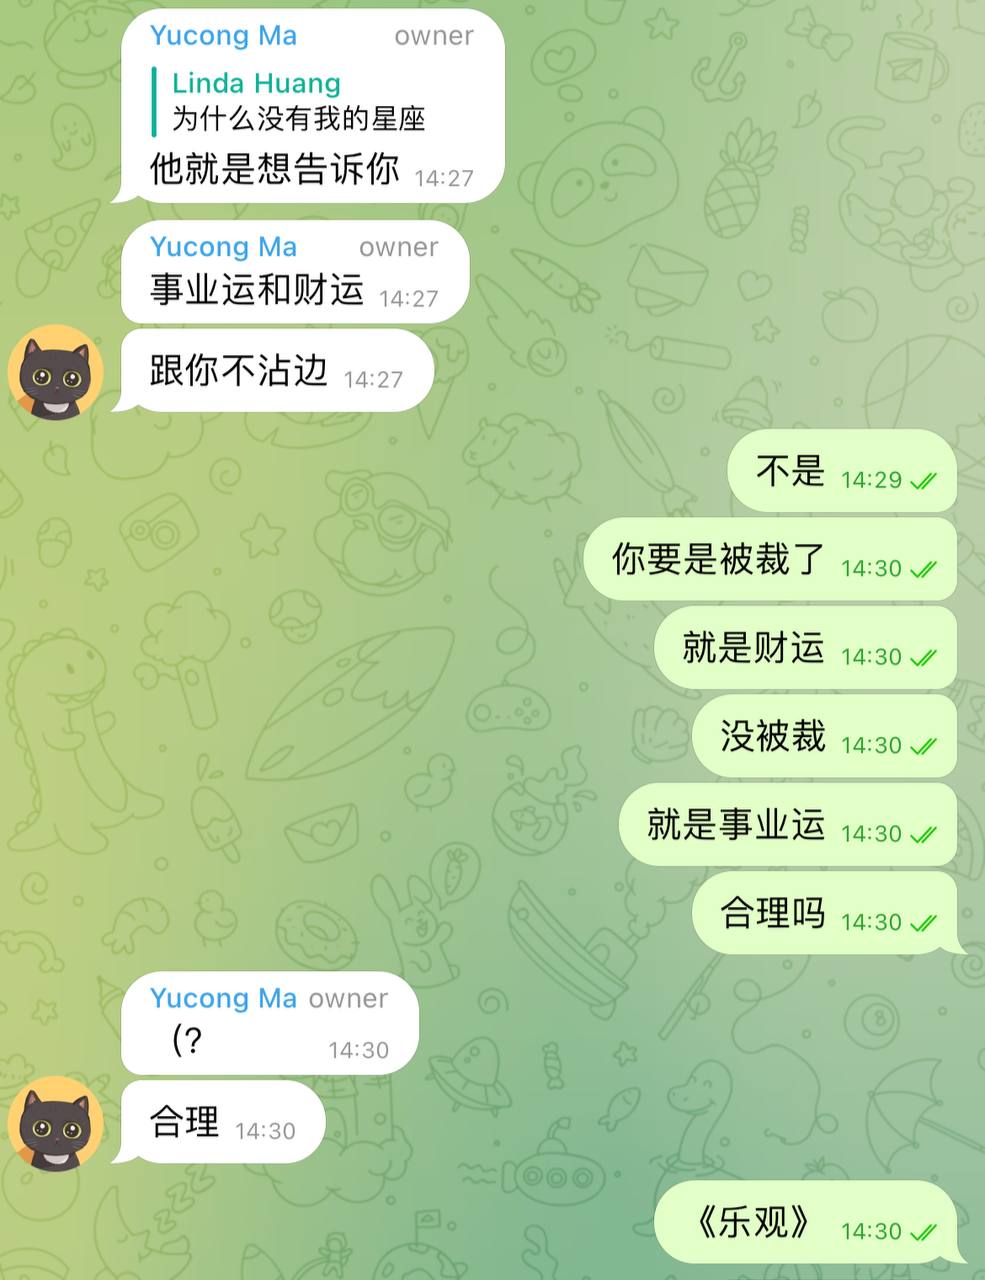 Yucong Ma owner
Linda Huang
为什么没有我的星座
他就是想告诉你 14:27
Yucong Ma owner
事业运和财运 14:27
跟你不沾边 14:27
不是 14:29
你要是被裁了 14:30
就是财运 14:30
没被裁 14:30
就是事业运 14:30
合理吗 14:30
Yucong Ma owner
（? 14:30
合理 14:30
《乐观》 14:30